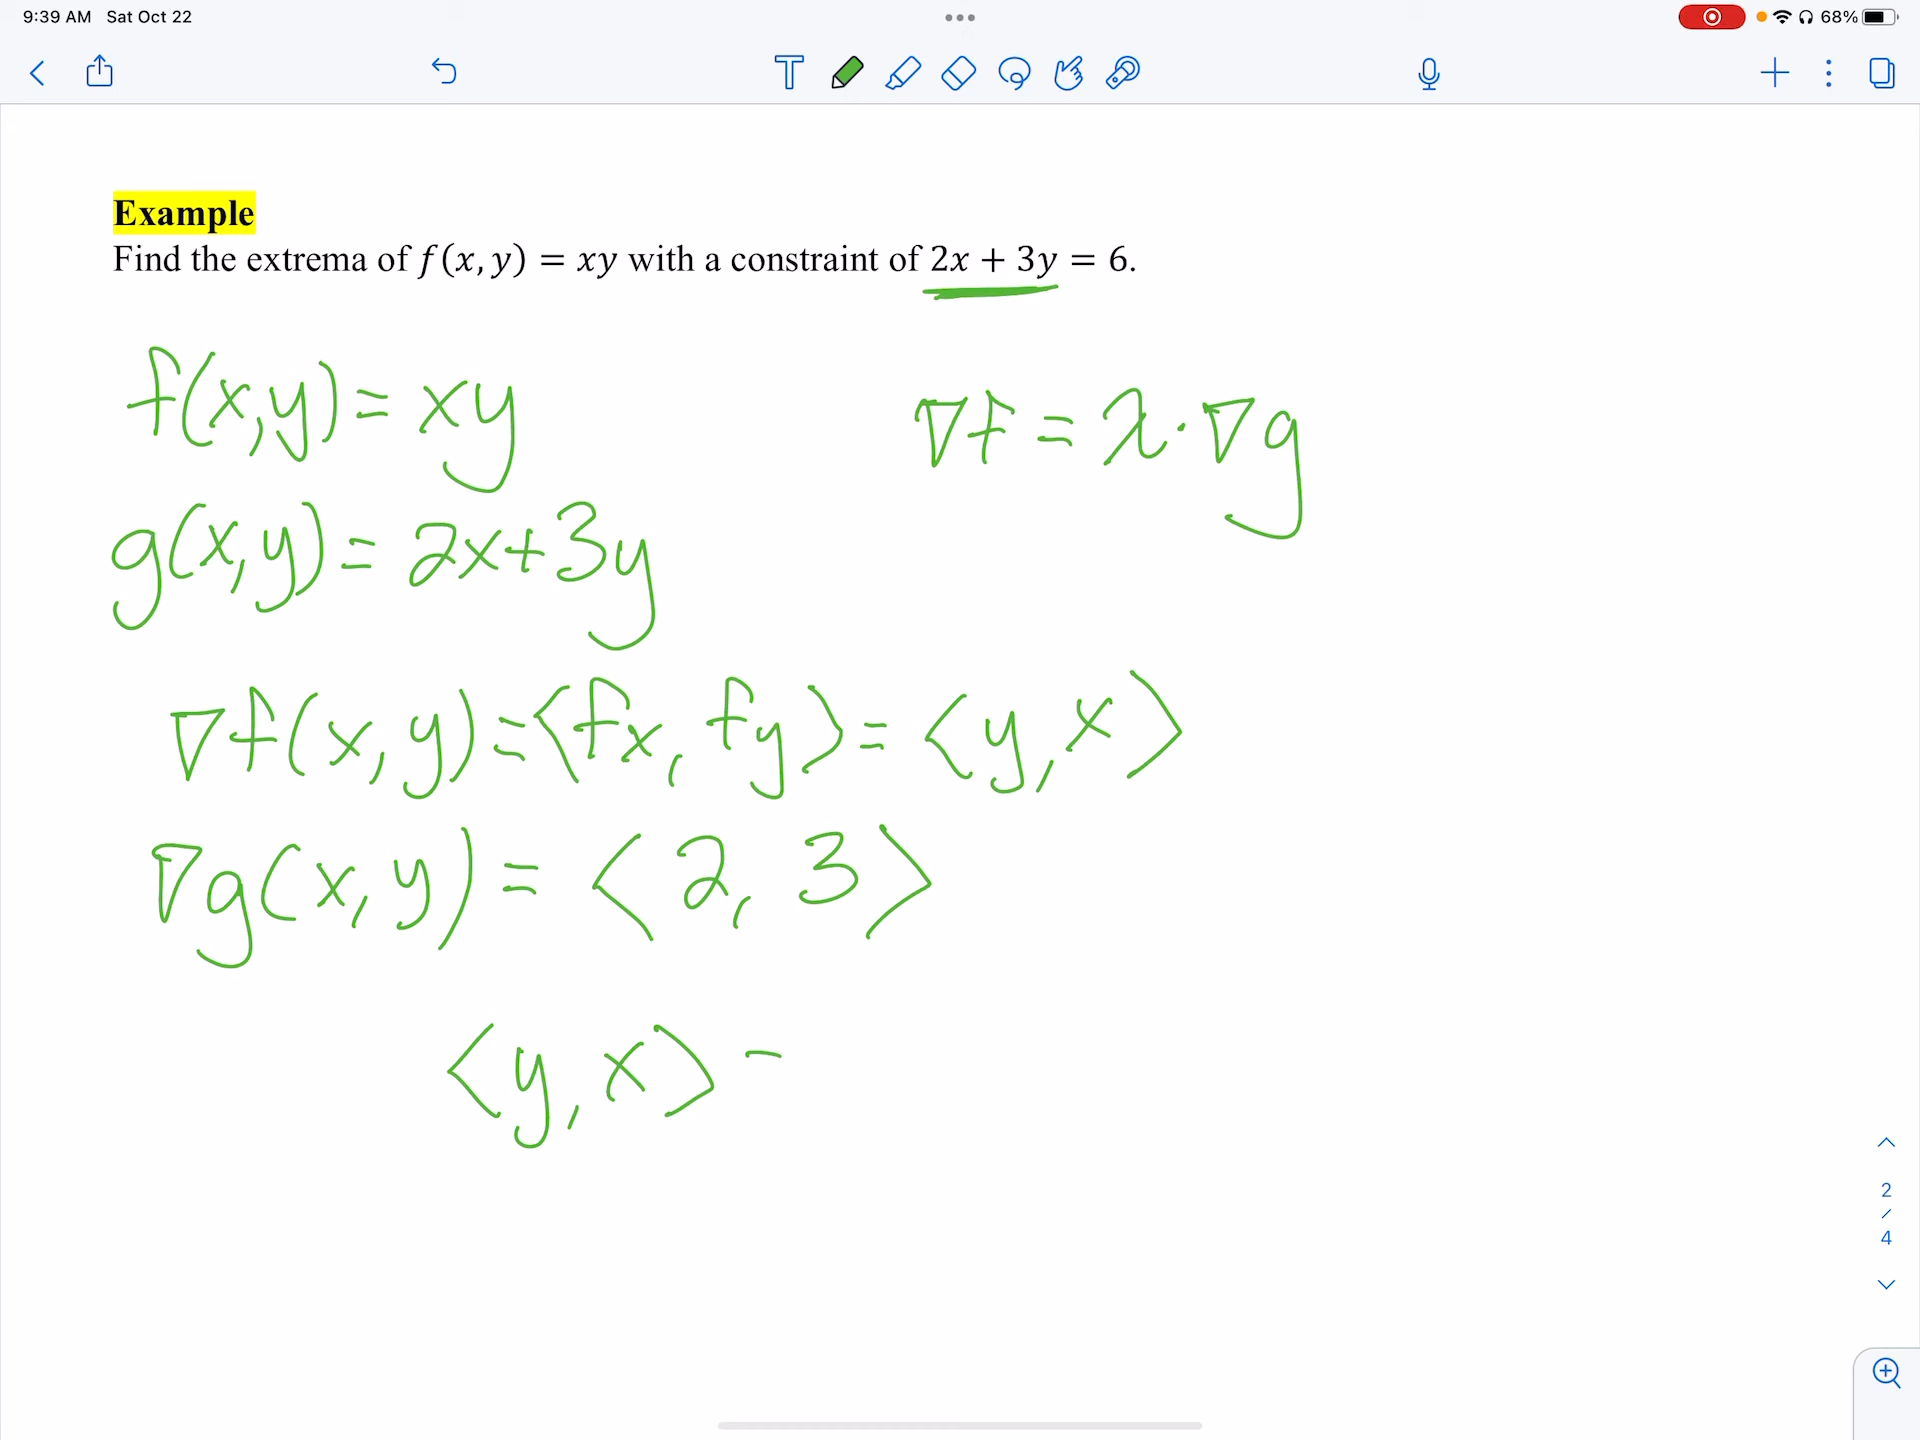 9:39 AM Sat Oct 22
68%
Example
Find the extrema of f(x, y) = xy with a constraint of 2x + 3y = 6.
f(x,y) = xy
∇f = λ · ∇g
g(x,y) = 2x+3y
∇f(x,y) = ⟨fx, fy⟩ = ⟨y, x⟩
∇g(x,y) = ⟨2, 3⟩
⟨y, x⟩ -
2
/
4